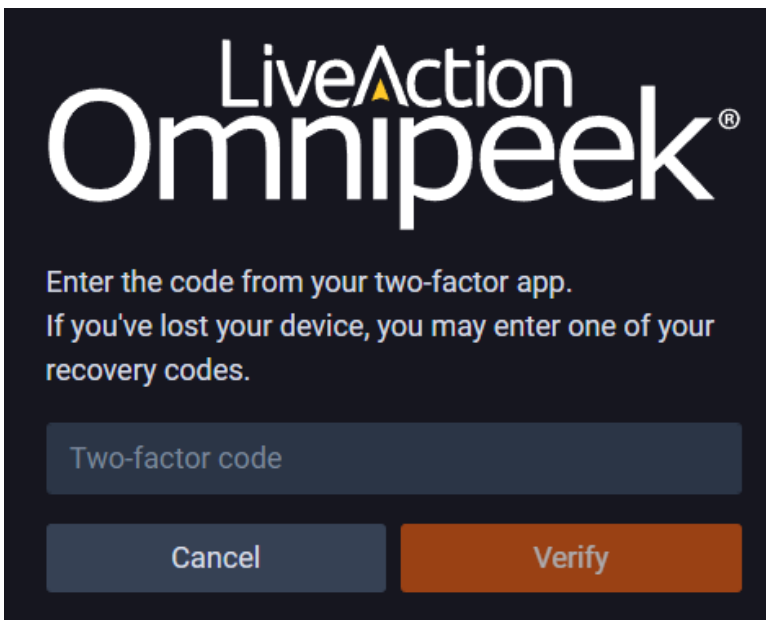 LiveAction
Omnipeek®
Enter the code from your two-factor app.
If you've lost your device, you may enter one of your
recovery codes.
Two-factor code
Cancel
Verify